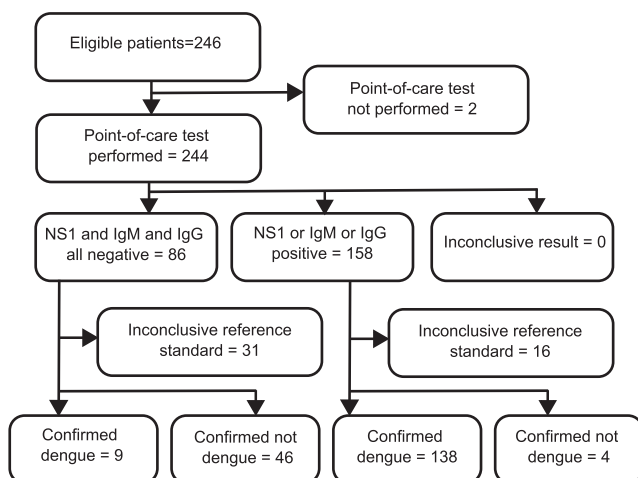 Eligible patients=246
Point-of-care test
not performed = 2
Point-of-care test
performed = 244
NS1 and IgM and IgG
all negative = 86
NS1 or IgM or IgG
positive = 158
Inconclusive result = 0
Inconclusive reference
standard = 31
Inconclusive reference
standard = 16
Confirmed
dengue = 9
Confirmed not
dengue = 46
Confirmed
dengue = 138
Confirmed not
dengue = 4